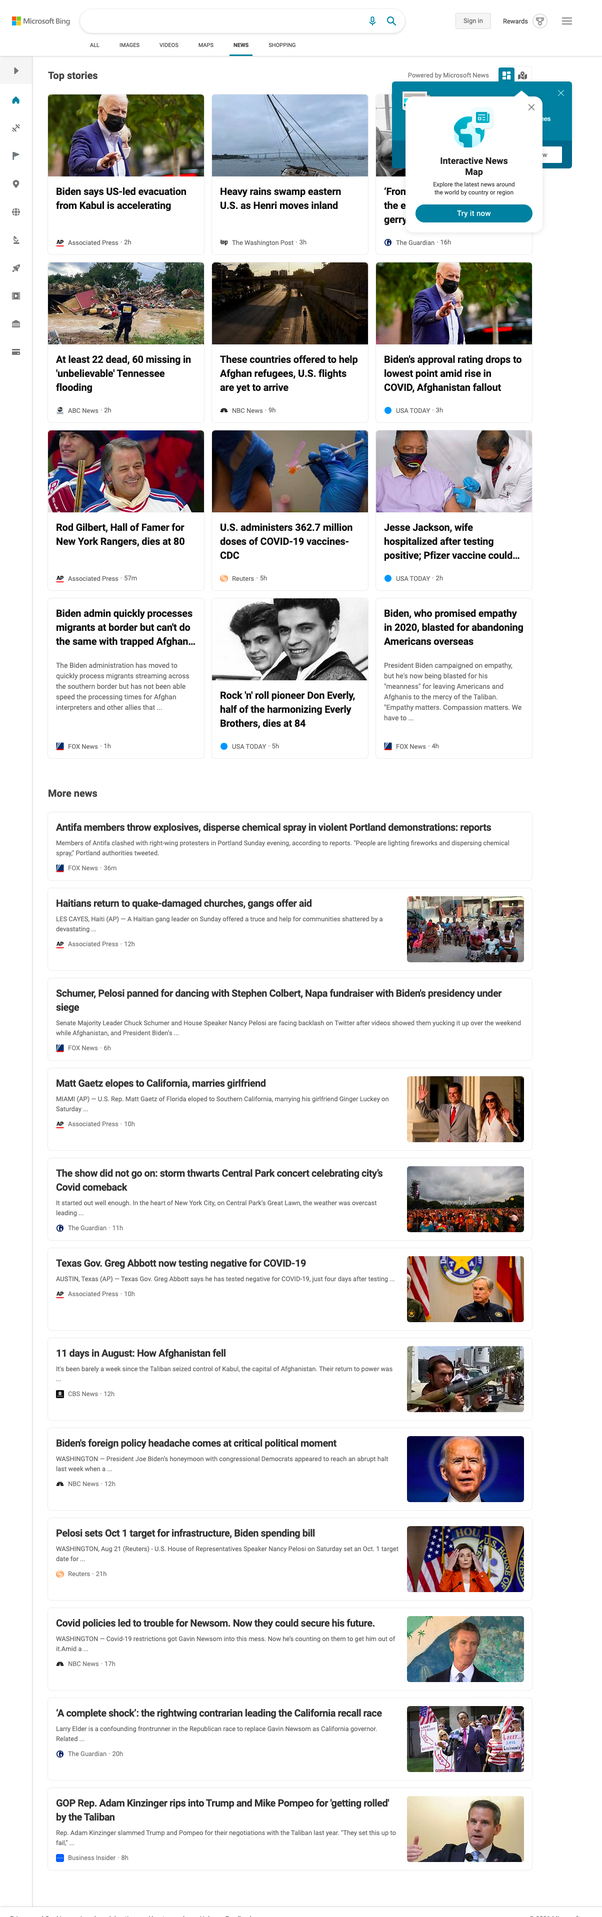 Microsoft Bing
Sign in
Rewards
ALL
IMAGES
VIDEOS
MAPS
NEWS
SHOPPING
Top stories
Powered by Microsoft News
Interactive News
Map
Explore the latest news around
the world by country or region
Try it now
Biden says US-led evacuation
from Kabul is accelerating
Associated Press · 2h
Heavy rains swamp eastern
U.S. as Henri moves inland
The Washington Post · 3h
'Fron
the e
gerry
The Guardian · 16h
At least 22 dead, 60 missing in
'unbelievable' Tennessee
flooding
ABC News · 2h
These countries offered to help
Afghan refugees, U.S. flights
are yet to arrive
NBC News · 9h
Biden's approval rating drops to
lowest point amid rise in
COVID, Afghanistan fallout
USA TODAY · 3h
Rod Gilbert, Hall of Famer for
New York Rangers, dies at 80
Associated Press · 57m
U.S. administers 362.7 million
doses of COVID-19 vaccines-
CDC
Reuters · 5h
Jesse Jackson, wife
hospitalized after testing
positive; Pfizer vaccine could...
USA TODAY · 2h
Biden admin quickly processes
migrants at border but can't do
the same with trapped Afghan...
The Biden administration has moved to
quickly process migrants streaming across
the southern border but has not been able
speed the processing times for Afghan
interpreters and other allies that ...
FOX News · 1h
Rock 'n' roll pioneer Don Everly,
half of the harmonizing Everly
Brothers, dies at 84
USA TODAY · 5h
Biden, who promised empathy
in 2020, blasted for abandoning
Americans overseas
President Biden campaigned on empathy,
but he's now being blasted for his
"meanness" for leaving Americans and
Afghans to the mercy of the Taliban.
"Empathy matters. Compassion matters. We
have to ...
FOX News · 4h
More news
Antifa members throw explosives, disperse chemical spray in violent Portland demonstrations: reports
Members of Antifa clashed with right-wing protesters in Portland Sunday evening, according to reports. "People are lighting fireworks and dispersing chemical
spray," Portland authorities tweeted.
FOX News · 36m
Haitians return to quake-damaged churches, gangs offer aid
LES CAYES, Haiti (AP) — A Haitian gang leader on Sunday offered a truce and help for communities shattered by a
devastating ...
Associated Press · 12h
Schumer, Pelosi panned for dancing with Stephen Colbert, Napa fundraiser with Biden's presidency under
siege
Senate Majority Leader Chuck Schumer and House Speaker Nancy Pelosi are facing backlash on Twitter after videos showed them yucking it up over the weekend
while Afghanistan, and President Biden's ...
FOX News · 6h
Matt Gaetz elopes to California, marries girlfriend
MIAMI (AP) — U.S. Rep. Matt Gaetz of Florida eloped to Southern California, marrying his girlfriend Ginger Luckey on
Saturday ...
Associated Press · 10h
The show did not go on: storm thwarts Central Park concert celebrating city's
Covid comeback
It started out well enough. In the heart of New York City, on Central Park's Great Lawn, the weather was overcast
leading ...
The Guardian · 11h
Texas Gov. Greg Abbott now testing negative for COVID-19
AUSTIN, Texas (AP) — Texas Gov. Greg Abbott says he has tested negative for COVID-19, just four days after testing ...
Associated Press · 10h
11 days in August: How Afghanistan fell
It's been barely a week since the Taliban seized control of Kabul, the capital of Afghanistan. Their return to power was
...
CBS News · 12h
Biden's foreign policy headache comes at critical political moment
WASHINGTON — President Joe Biden's honeymoon with congressional Democrats appeared to reach an abrupt halt
last week when a ...
NBC News · 12h
Pelosi sets Oct 1 target for infrastructure, Biden spending bill
WASHINGTON, Aug 21 (Reuters) - U.S. House of Representatives Speaker Nancy Pelosi on Saturday set an Oct. 1 target
date for ...
Reuters · 21h
Covid policies led to trouble for Newsom. Now they could secure his future.
WASHINGTON — Covid-19 restrictions got Gavin Newsom into this mess. Now he's counting on them to get him out of
it.Amid a ...
NBC News · 17h
'A complete shock': the rightwing contrarian leading the California recall race
Larry Elder is a confounding frontrunner in the Republican race to replace Gavin Newsom as California governor.
Related ...
The Guardian · 20h
GOP Rep. Adam Kinzinger rips into Trump and Mike Pompeo for 'getting rolled'
by the Taliban
Rep. Adam Kinzinger slammed Trump and Pompeo for their negotiations with the Taliban last year. "They set this up to
fail," ...
Business Insider · 8h